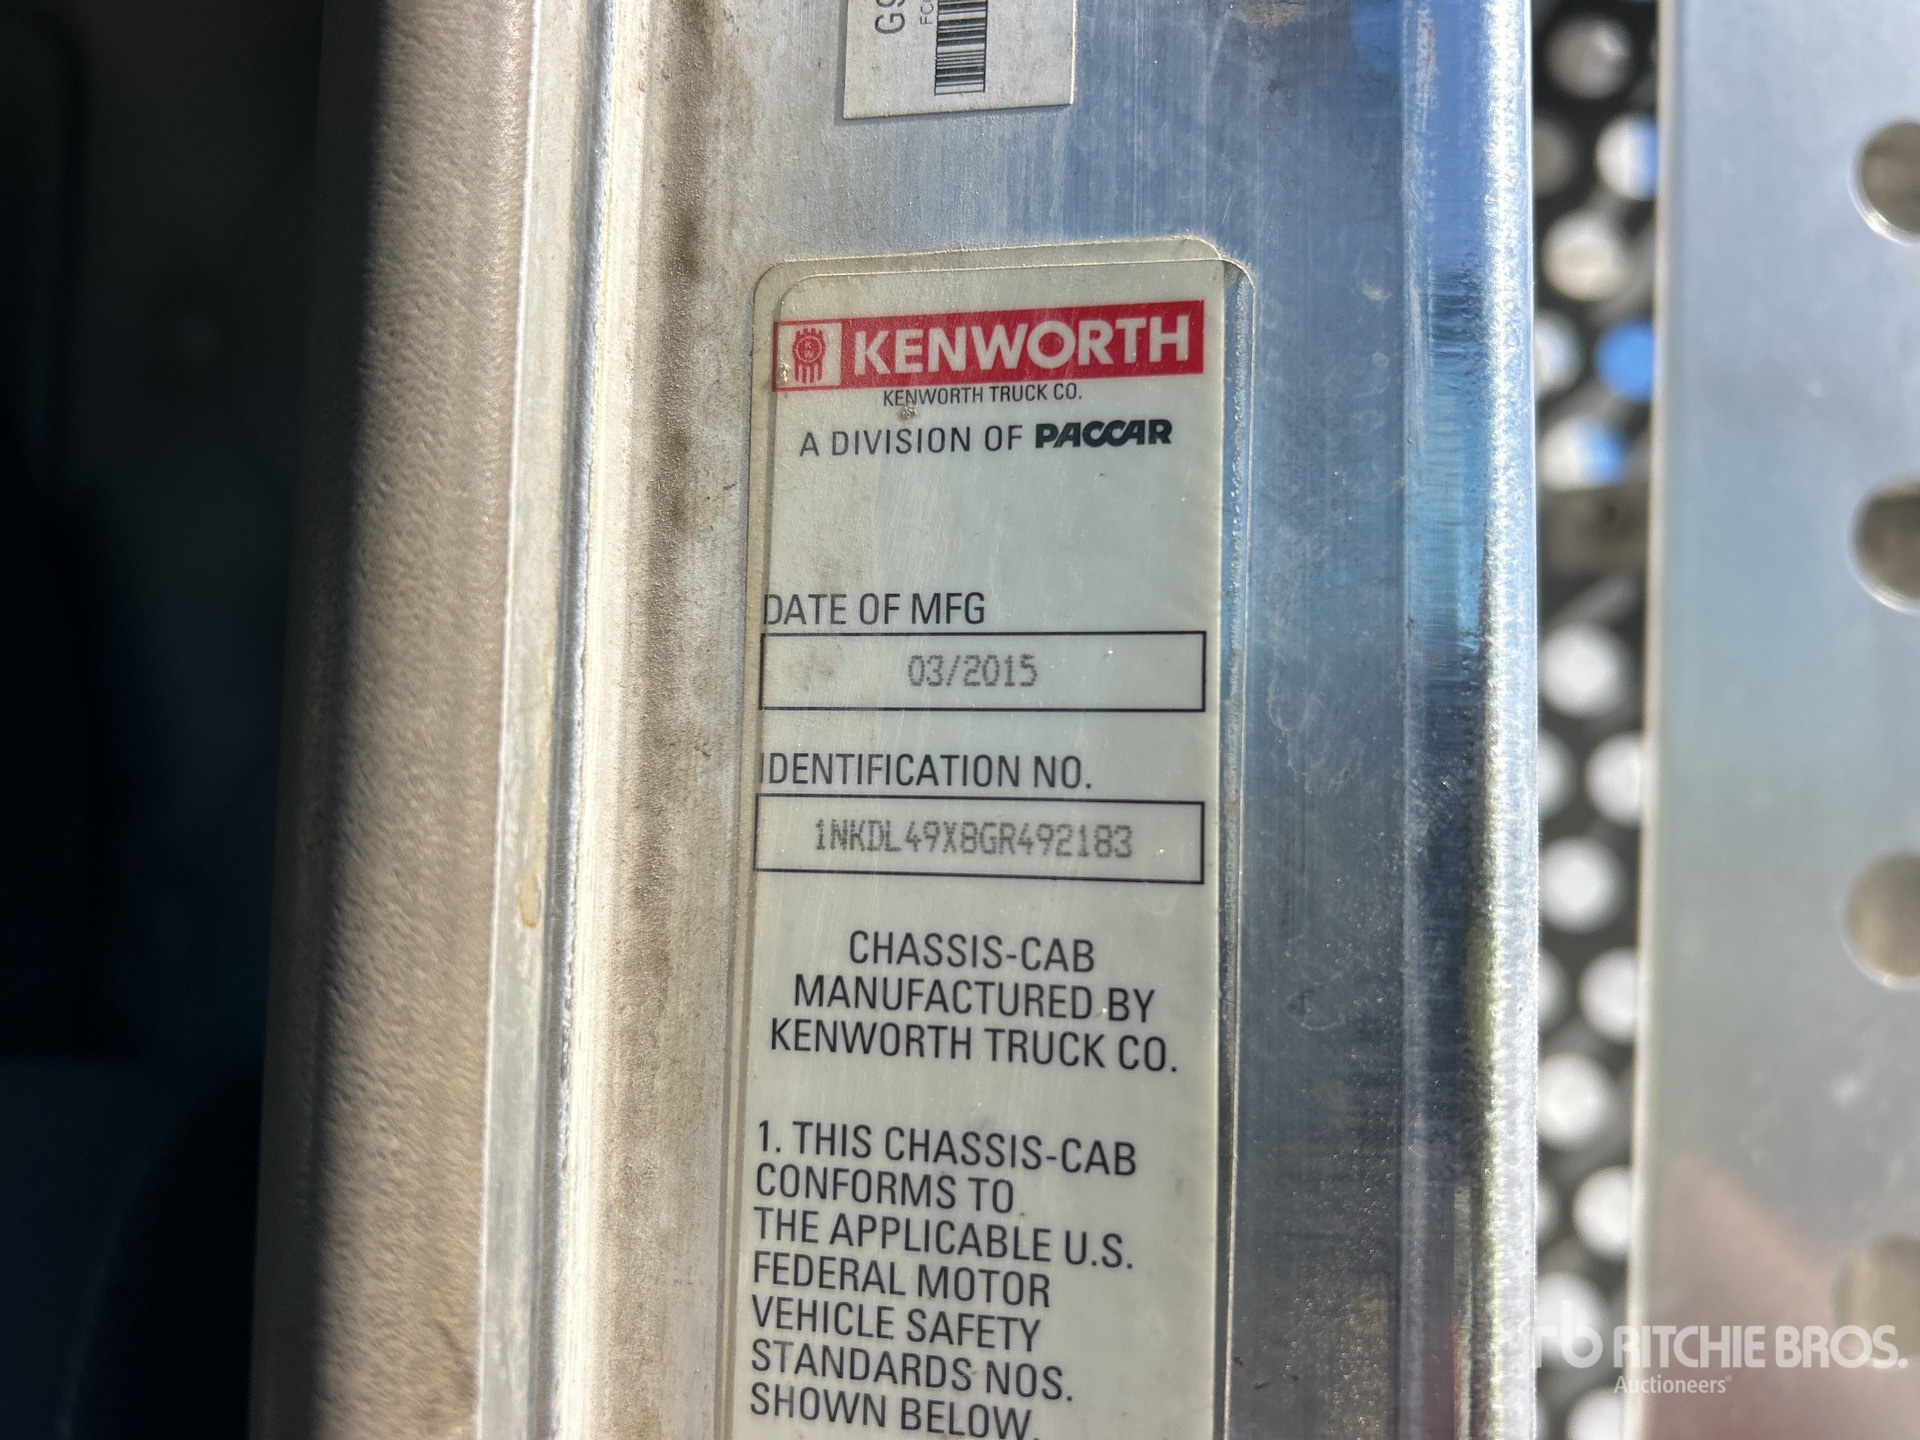 KW KENWORTH
KENWORTH TRUCK CO.
A DIVISION OF PACCAR
DATE OF MFG
03/2015
IDENTIFICATION NO.
1NKDL49X8GR492183
CHASSIS-CAB
MANUFACTURED BY
KENWORTH TRUCK CO.
1. THIS CHASSIS-CAB
CONFORMS TO
THE APPLICABLE U.S.
FEDERAL MOTOR
VEHICLE SAFETY
STANDARDS NOS.
SHOWN BELOW.
rb RITCHIE BROS.
Auctioneers